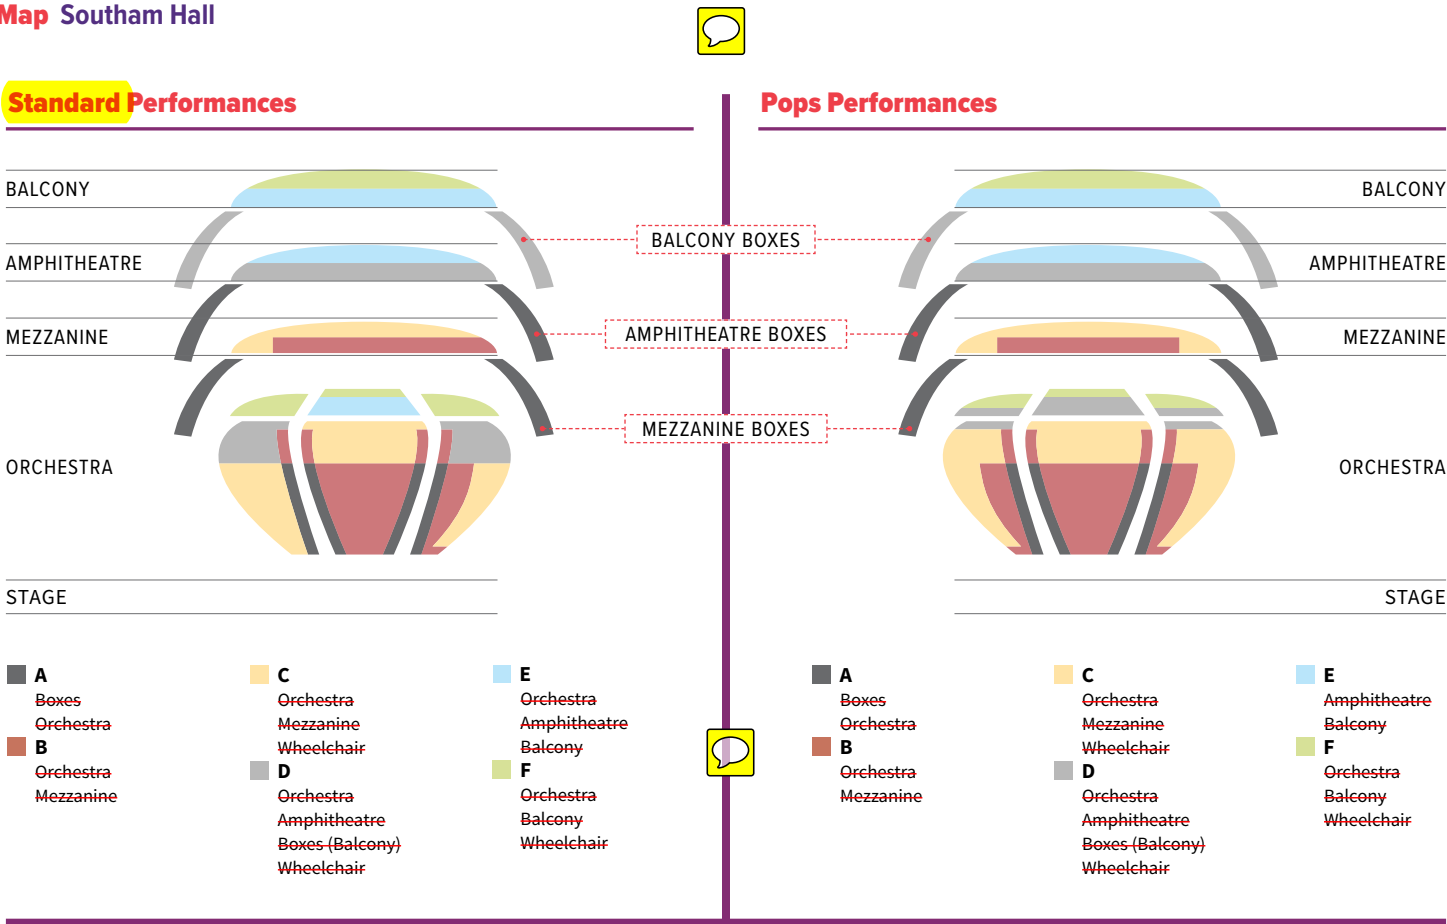 Map Southam Hall
Standard Performances
BALCONY
AMPHITHEATRE
MEZZANINE
ORCHESTRA
STAGE
BALCONY BOXES
AMPHITHEATRE BOXES
MEZZANINE BOXES
Pops Performances
BALCONY
AMPHITHEATRE
MEZZANINE
ORCHESTRA
STAGE
A
Boxes
Orchestra
B
Orchestra
Mezzanine
C
Orchestra
Mezzanine
Wheelchair
D
Orchestra
Amphitheatre
Boxes (Balcony)
Wheelchair
E
Orchestra
Amphitheatre
Balcony
F
Orchestra
Balcony
Wheelchair
A
Boxes
Orchestra
B
Orchestra
Mezzanine
C
Orchestra
Mezzanine
Wheelchair
D
Orchestra
Amphitheatre
Boxes (Balcony)
Wheelchair
E
Amphitheatre
Balcony
F
Orchestra
Balcony
Wheelchair